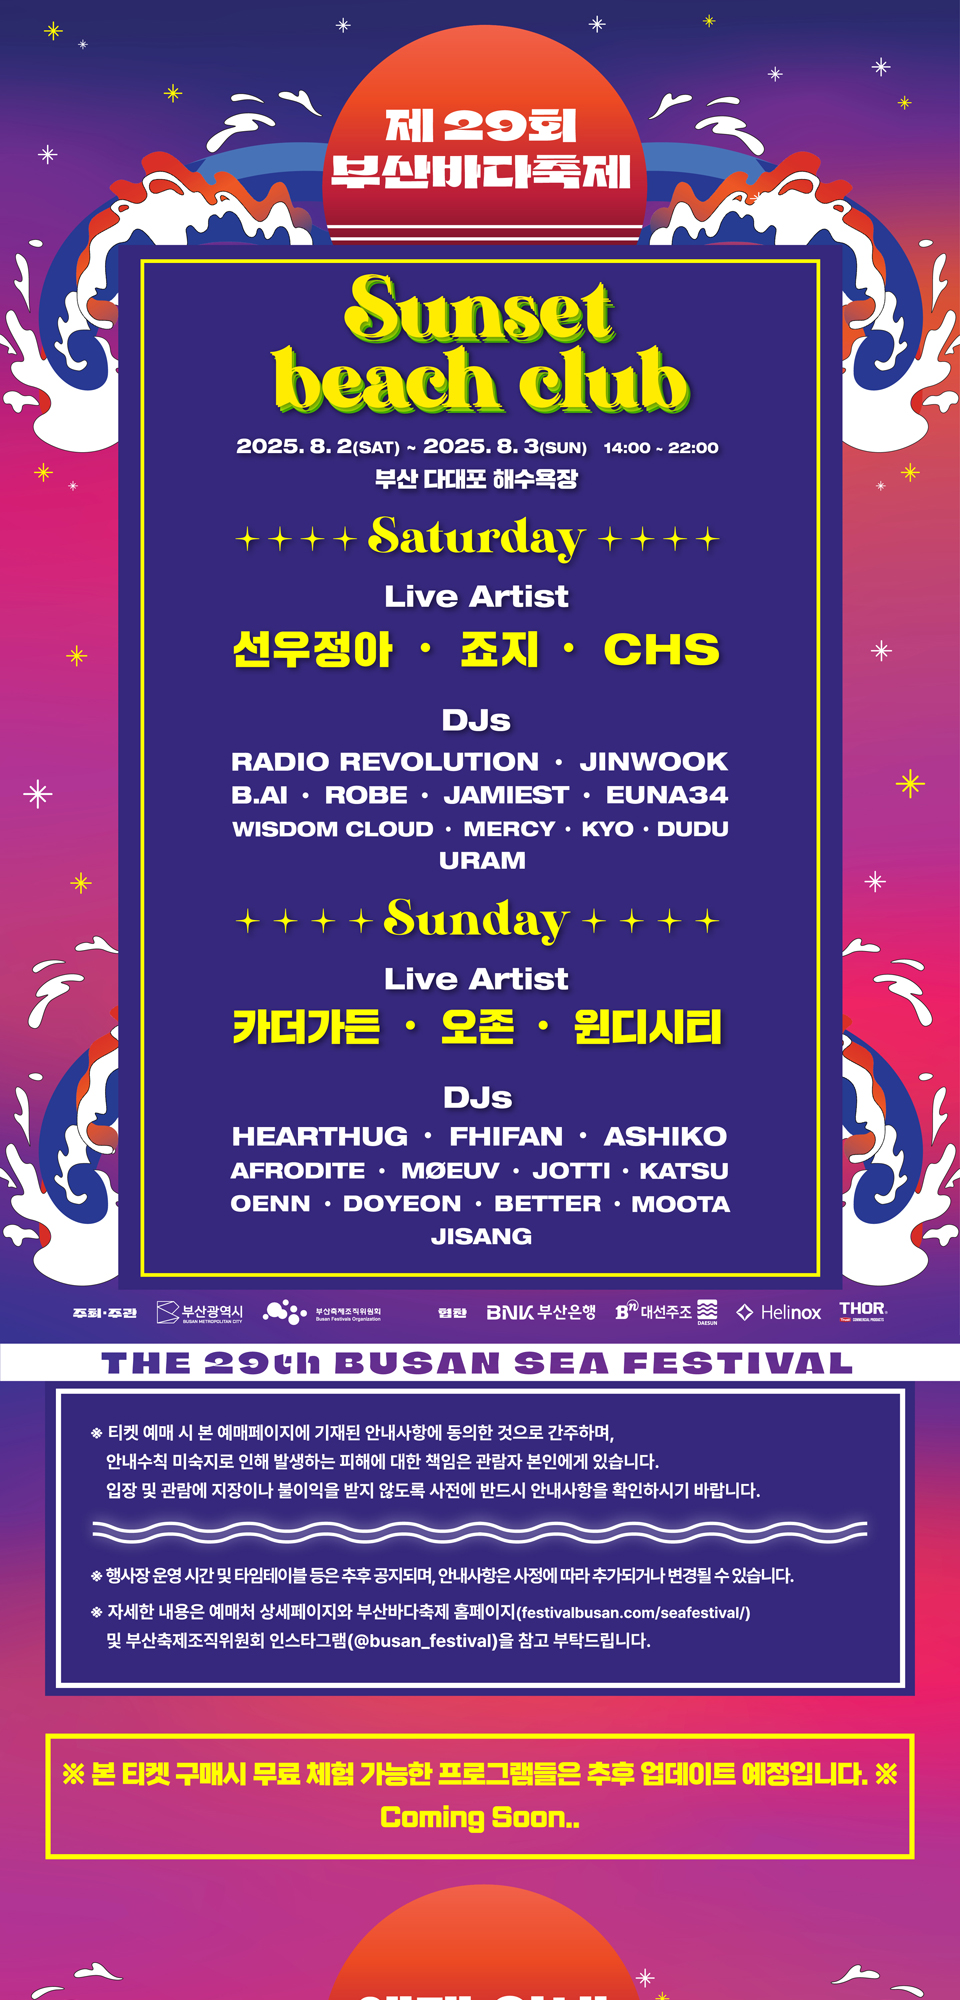 제 29회
부산바다축제
Sunset
beach club
2025. 8. 2(SAT) ~ 2025. 8. 3(SUN) 14:00 ~ 22:00
부산 다대포 해수욕장
Saturday
Live Artist
선우정아 · 죠지 · CHS
DJs
RADIO REVOLUTION · JINWOOK
B.AI · ROBE · JAMIEST · EUNA34
WISDOM CLOUD · MERCY · KYO · DUDU
URAM
Sunday
Live Artist
카더가든 · 오존 · 윈디시티
DJs
HEARTHUG · FHIFAN · ASHIKO
AFRODITE · MØEUV · JOTTI · KATSU
OENN · DOYEON · BETTER · MOOTA
JISANG
주최·주관 부산광역시 BUSAN METROPOLITAN CITY 부산축제조직위원회 Busan Festivals Organization 협찬 BNK 부산은행 Bn 대선주조 DAESUN Helinox THOR. Trust COMMERCIAL PRODUCTS
THE 29th BUSAN SEA FESTIVAL
※ 티켓 예매 시 본 예매페이지에 기재된 안내사항에 동의한 것으로 간주하며,
안내수칙 미숙지로 인해 발생하는 피해에 대한 책임은 관람자 본인에게 있습니다.
입장 및 관람에 지장이나 불이익을 받지 않도록 사전에 반드시 안내사항을 확인하시기 바랍니다.
※ 행사장 운영 시간 및 타임테이블 등은 추후 공지되며, 안내사항은 사정에 따라 추가되거나 변경될 수 있습니다.
※ 자세한 내용은 예매처 상세페이지와 부산바다축제 홈페이지(festivalbusan.com/seafestival/)
및 부산축제조직위원회 인스타그램(@busan_festival)을 참고 부탁드립니다.
※ 본 티켓 구매시 무료 체험 가능한 프로그램들은 추후 업데이트 예정입니다. ※
Coming Soon..